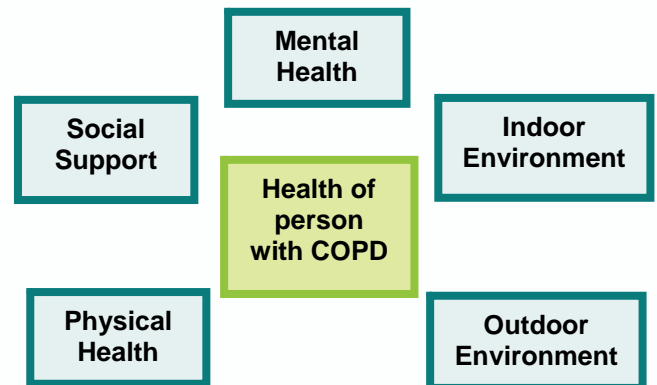 Mental
Health
Social
Support
Indoor
Environment
Health of
person
with COPD
Physical
Health
Outdoor
Environment